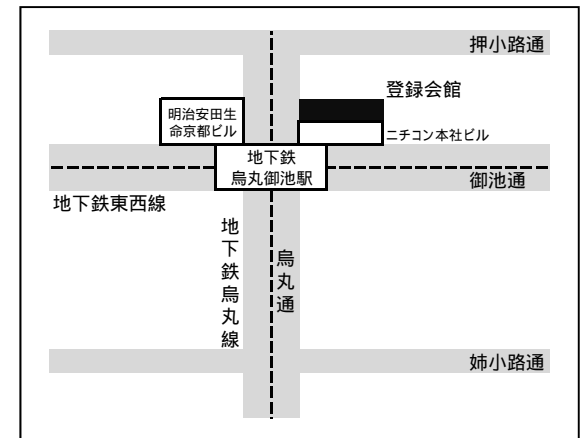 押小路通
登録会館
明治安田生
命京都ビル
ニチコン本社ビル
地下鉄
烏丸御池駅
御池通
地下鉄東西線
地下鉄烏丸線
烏丸通
姉小路通